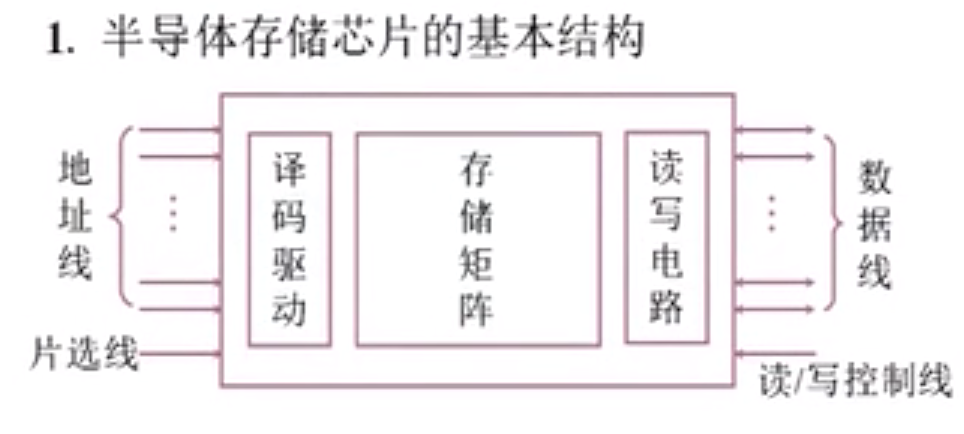 1. 半导体存储芯片的基本结构
地址线
片选线
译码驱动
存储矩阵
读写电路
数据线
读/写控制线